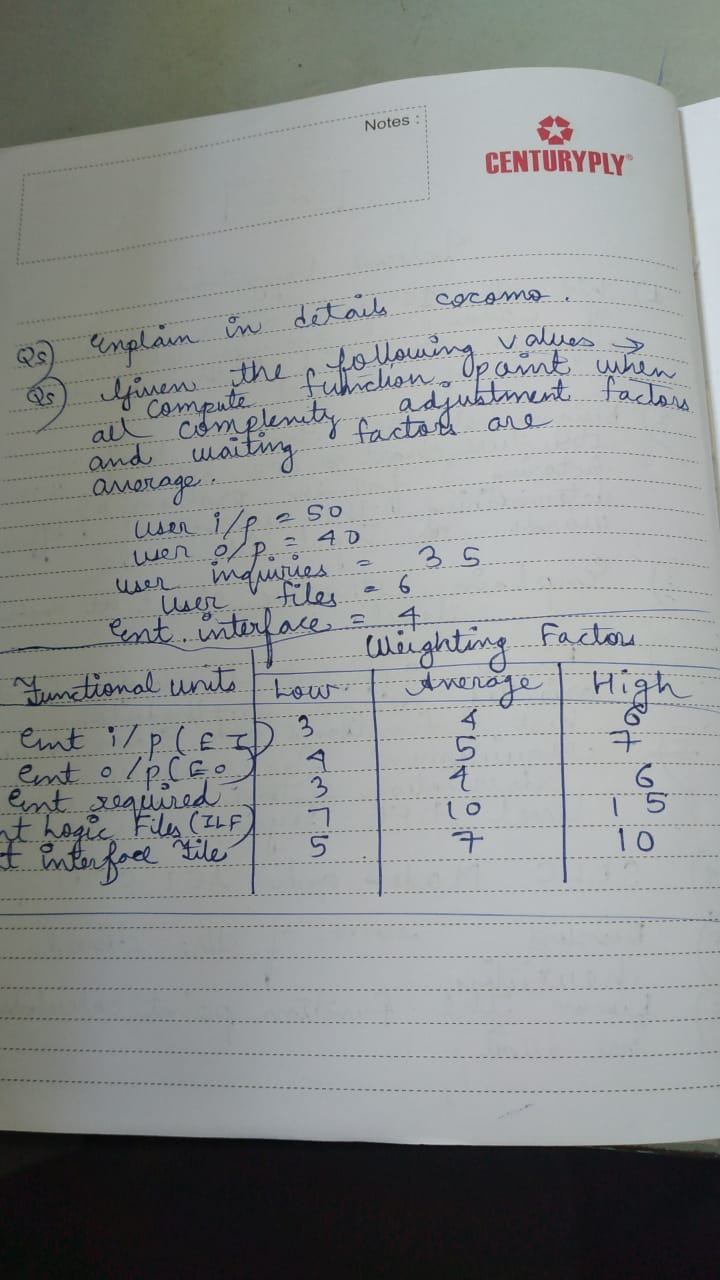 Notes :
CENTURYPLY
Qs) Explain in details cocomo.
Qs) Given the following values →
compute function point when
all complexity adjustment factors
and waiting factors are
average.
user i/p = 50
user o/p = 40
user inquiries = 35
user files = 6
Ent. interface = 4
Weighting Factors
Functional units Low Average High
ent i/p (EI) 3 4 6
ent o/p (EO) 4 5 7
ent required 3 4 6
nt Logic Files (ILF) 7 10 15
t interface File 5 7 10